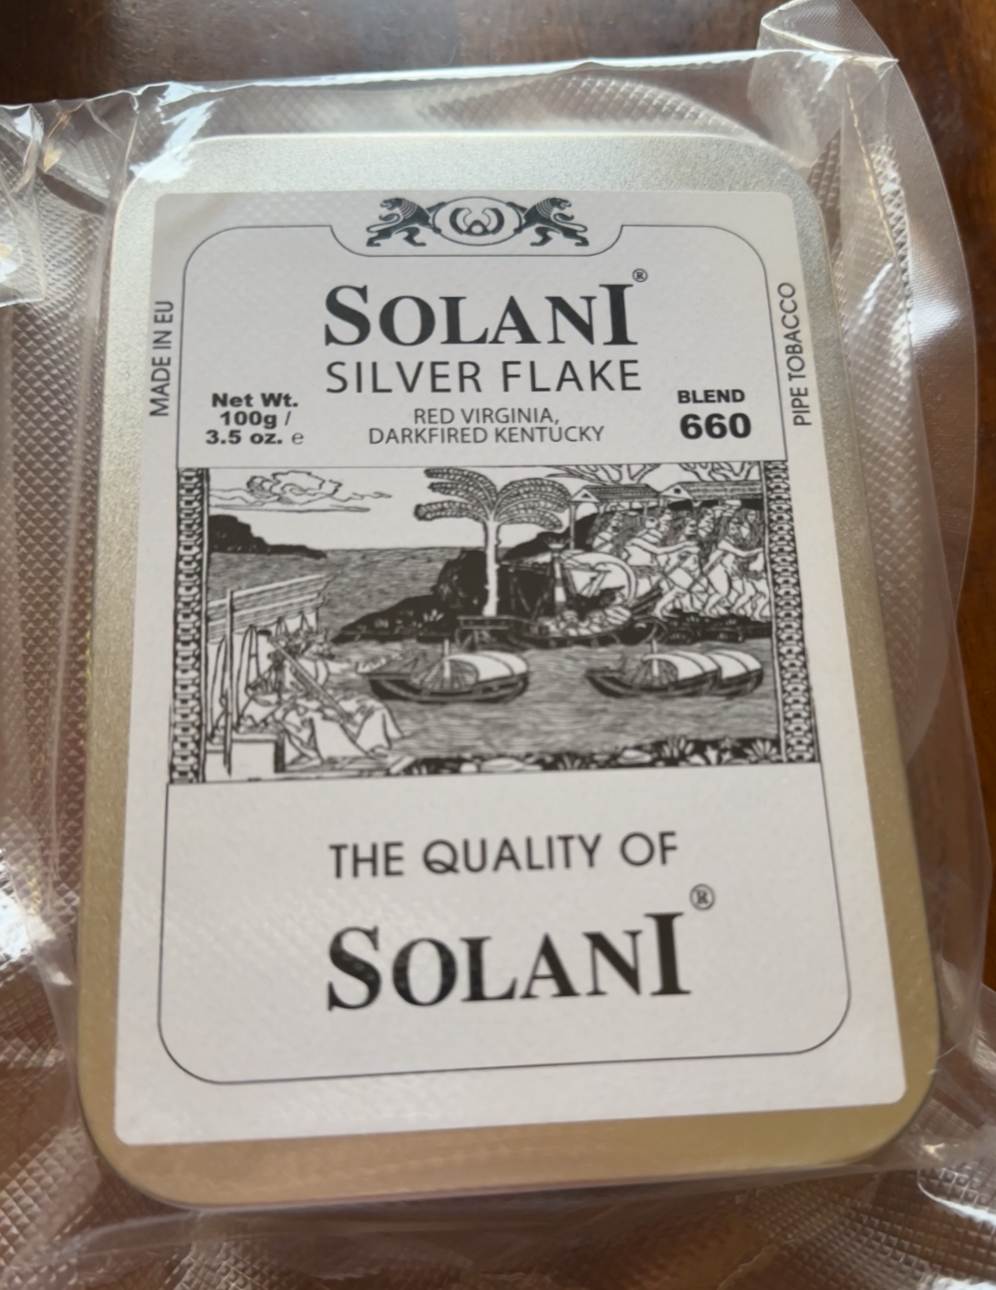 SOLANI®
SILVER FLAKE
MADE IN EU
Net Wt.
100g /
3.5 oz. e
RED VIRGINIA,
DARKFIRED KENTUCKY
BLEND
660
PIPE TOBACCO
THE QUALITY OF
SOLANI®